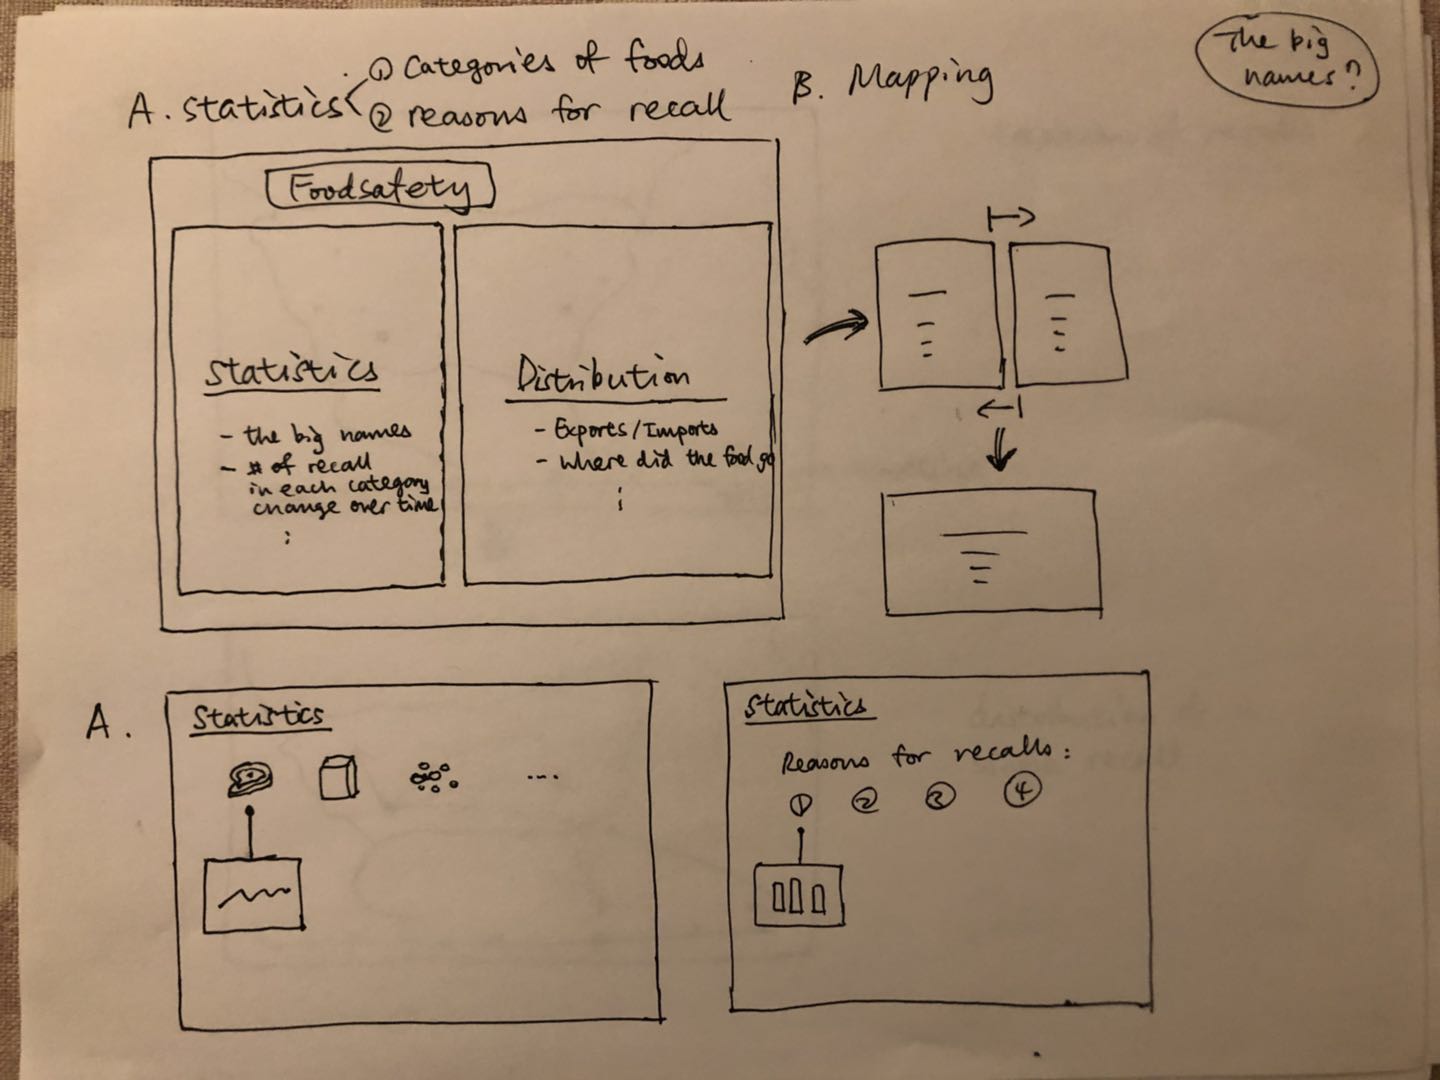 A. Statistics
① Categories of foods
② reasons for recall
B. Mapping
The big
names?
Foodsafety
Statistics
- the big names
- # of recall
in each category
change over time
Distribution
- Exports/Imports
- where did the food go
A.
Statistics
....
Statistics
Reasons for recalls:
① ② ③ ④